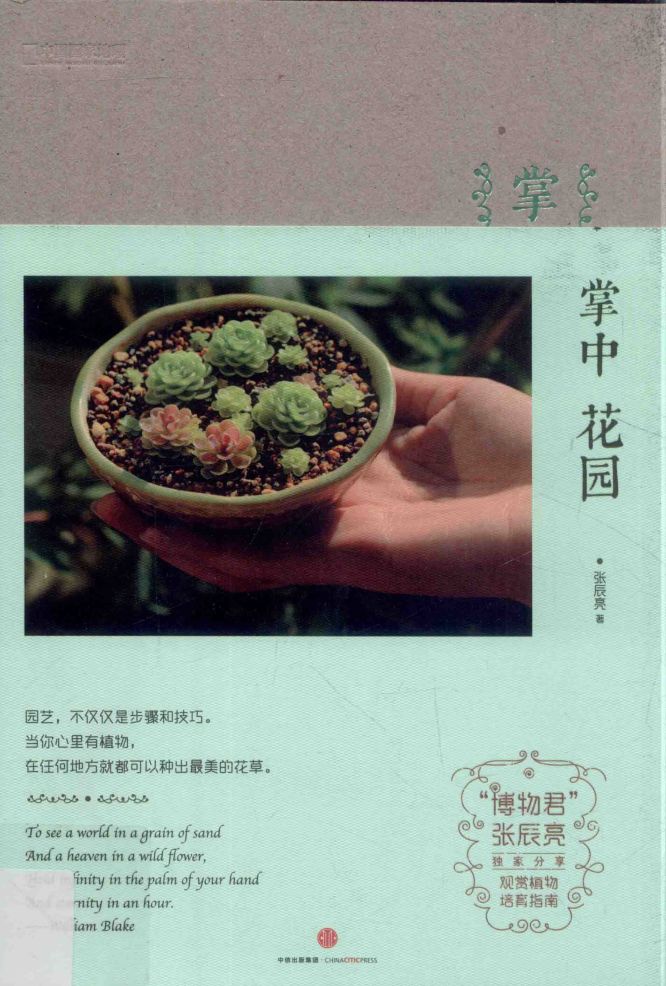 掌
掌中花园
张辰亮 著
园艺，不仅仅是步骤和技巧。
当你心里有植物，
在任何地方就都可以种出最美的花草。
To see a world in a grain of sand
And a heaven in a wild flower,
Hold infinity in the palm of your hand
And eternity in an hour.
William Blake
“博物君”
张辰亮
独家分享
观赏植物
培育指南
中信出版集团·CHINACITICPRESS